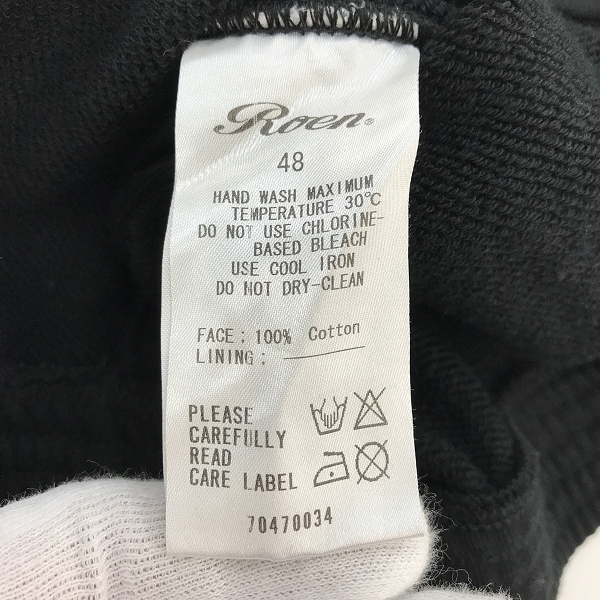 Roen®
48
HAND WASH MAXIMUM
TEMPERATURE 30℃
DO NOT USE CHLORINE-
BASED BLEACH
USE COOL IRON
DO NOT DRY-CLEAN
FACE: 100% Cotton
LINING:
PLEASE
CAREFULLY
READ
CARE LABEL
70470034